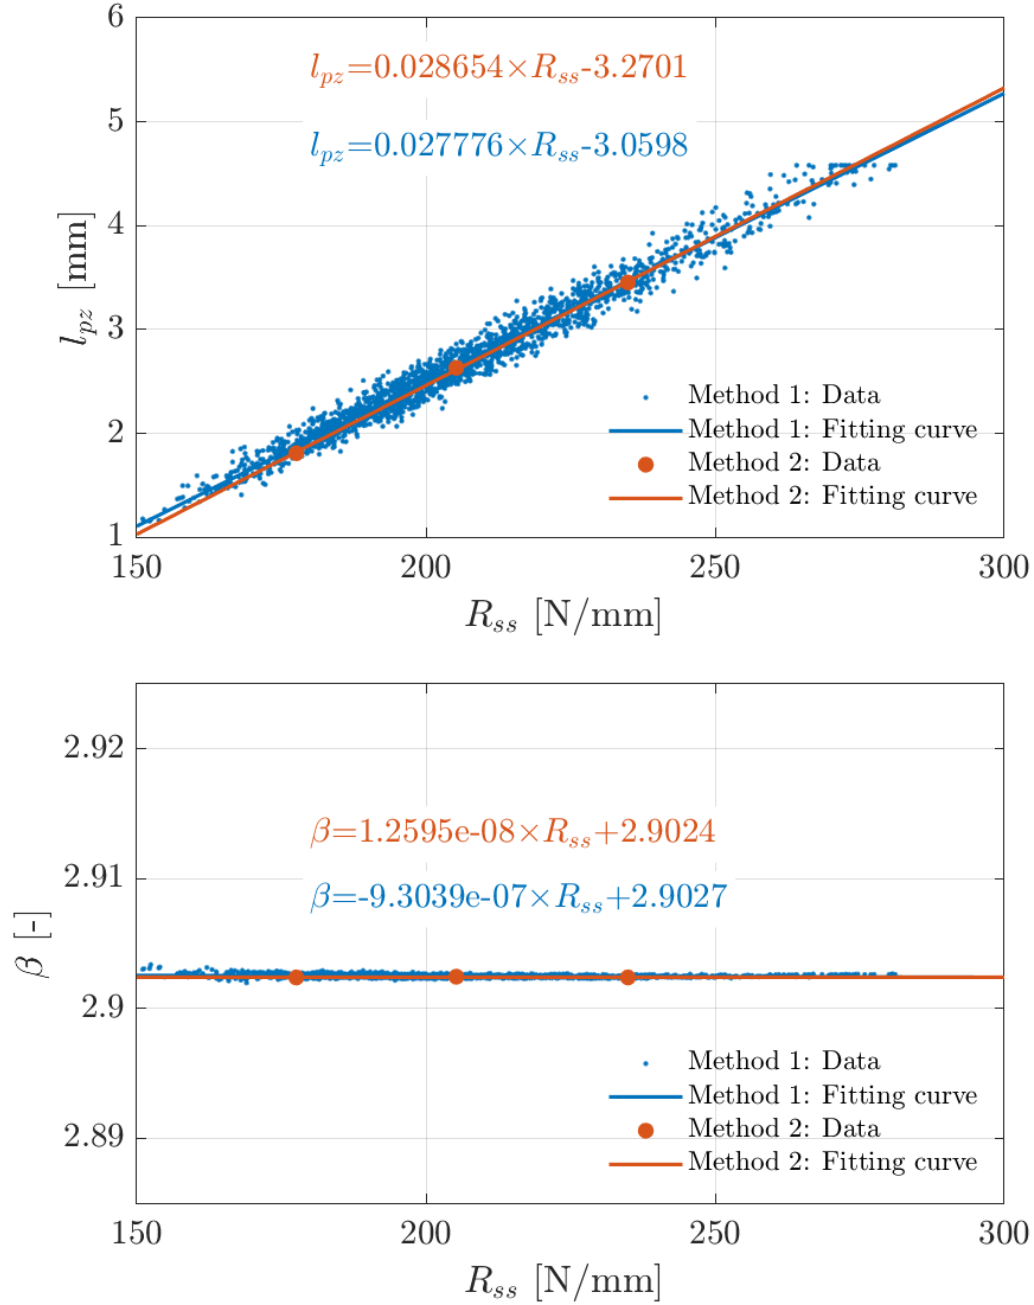 6
l_pz=0.028654×R_ss-3.2701
5
l_pz=0.027776×R_ss-3.0598
4
l_pz [mm]
3
Method 1: Data
2
Method 1: Fitting curve
Method 2: Data
Method 2: Fitting curve
1
150 200 250 300
R_ss [N/mm]
2.92
β=1.2595e-08×R_ss+2.9024
2.91
β=-9.3039e-07×R_ss+2.9027
β [-]
2.9
Method 1: Data
Method 1: Fitting curve
2.89
Method 2: Data
Method 2: Fitting curve
150 200 250 300
R_ss [N/mm]